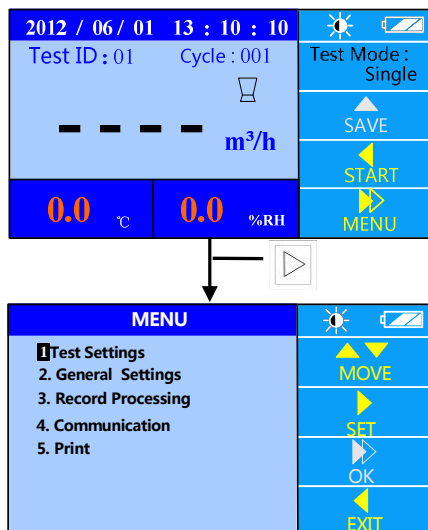 2012 / 06/ 01 13 : 10 : 10
Test ID : 01 Cycle : 001
– – – –
m³/h
0.0 ℃ 0.0 %RH
Test Mode :
Single
SAVE
START
MENU
MENU
1 Test Settings
2. General Settings
3. Record Processing
4. Communication
5. Print
MOVE
SET
OK
EXIT